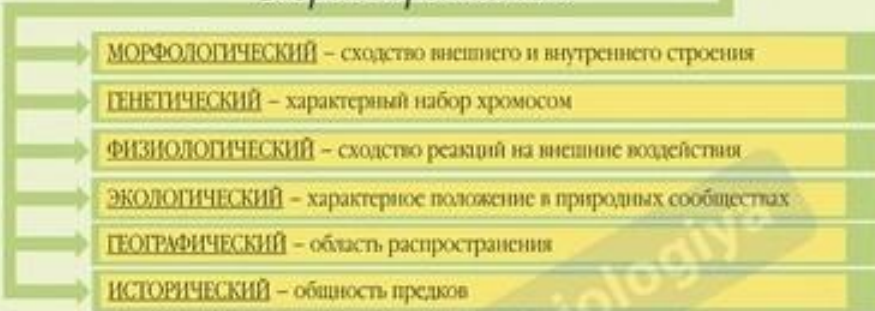 МОРФОЛОГИЧЕСКИЙ – сходство внешнего и внутреннего строения
ГЕНЕТИЧЕСКИЙ – характерный набор хромосом
ФИЗИОЛОГИЧЕСКИЙ – сходство реакций на внешние воздействия
ЭКОЛОГИЧЕСКИЙ – характерное положение в природных сообществах
ГЕОГРАФИЧЕСКИЙ – область распространения
ИСТОРИЧЕСКИЙ – общность предков